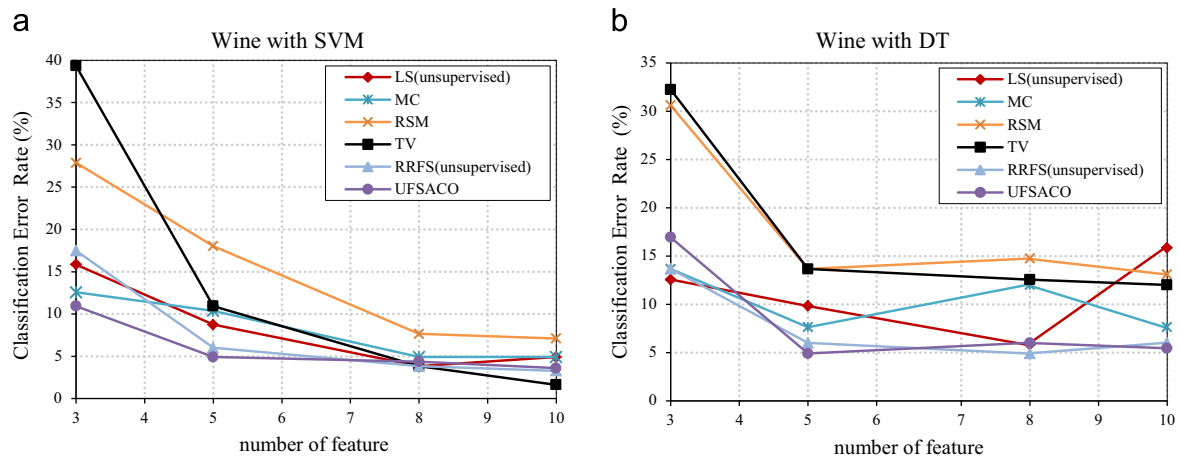 a
Wine with SVM
Classification Error Rate (%)
40
35
30
25
20
15
10
5
0
3
4
5
6
7
8
9
10
number of feature
LS(unsupervised)
MC
RSM
TV
RRFS(unsupervised)
UFSACO
b
Wine with DT
Classification Error Rate (%)
35
30
25
20
15
10
5
0
3
4
5
6
7
8
9
10
number of feature
LS(unsupervised)
MC
RSM
TV
RRFS(unsupervised)
UFSACO